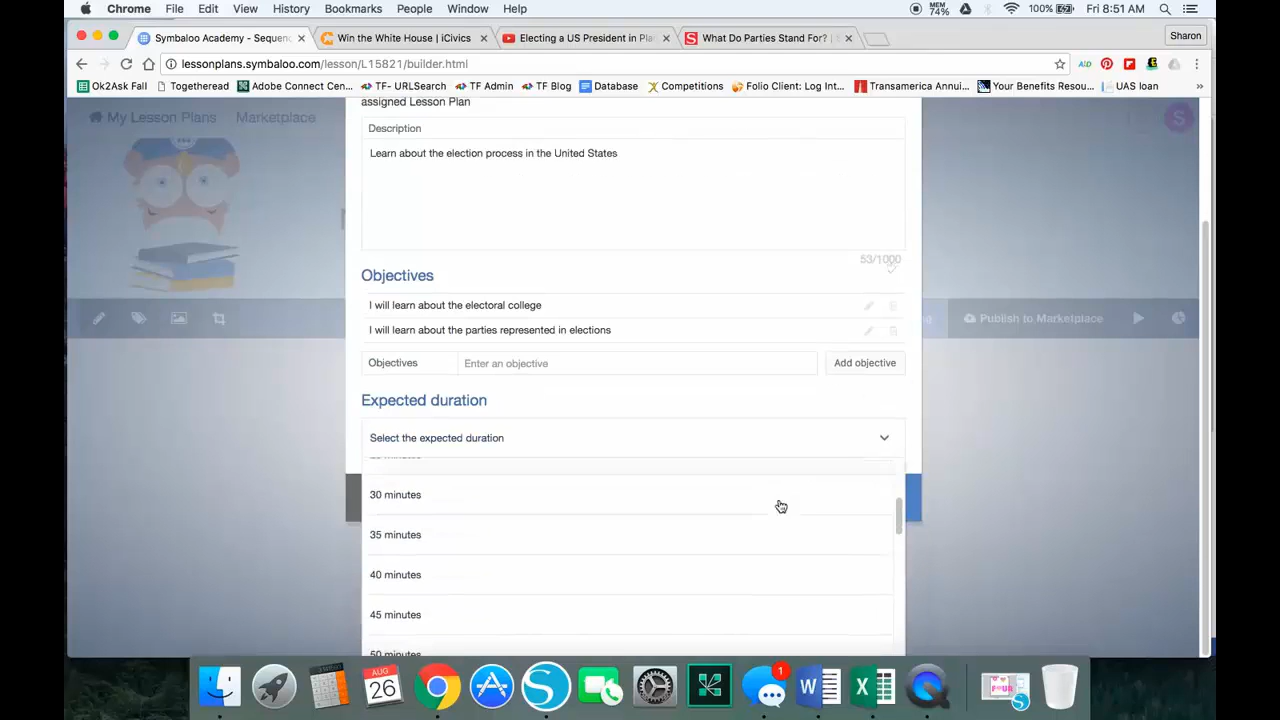 Chrome File Edit View History Bookmarks People Window Help MEM 74% 100% Fri 8:51 AM
Symbaloo Academy - Sequenc Win the White House | iCivics Electing a US President in Pla What Do Parties Stand For? | Sharon
lessonplans.symbaloo.com/lesson/L15821/builder.html
Ok2Ask Fall Togetheread Adobe Connect Cen... TF- URLSearch TF Admin TF Blog Database Competitions Folio Client: Log Int... Transamerica Annui... Your Benefits Resou... UAS loan »
assigned Lesson Plan
My Lesson Plans Marketplace S
Description
Learn about the election process in the United States
53/1000
Objectives
I will learn about the electoral college
Publish to Marketplace
I will learn about the parties represented in elections
Objectives Enter an objective Add objective
Expected duration
Select the expected duration
30 minutes
35 minutes
40 minutes
45 minutes
50 minutes
AUG
26
1